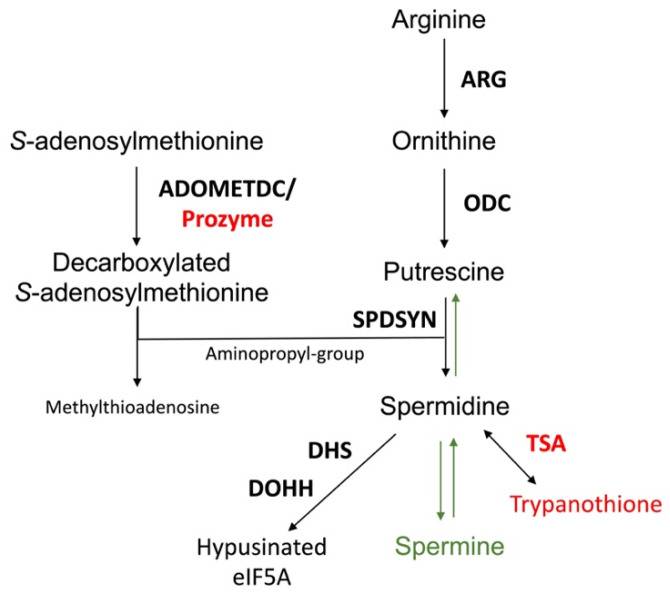 Arginine
ARG
S-adenosylmethionine
Ornithine
ADOMETDC/
Prozyme
ODC
Decarboxylated
S-adenosylmethionine
Putrescine
SPDSYN
Aminopropyl-group
Methylthioadenosine
Spermidine
DHS
TSA
DOHH
Trypanothione
Hypusinated
eIF5A
Spermine